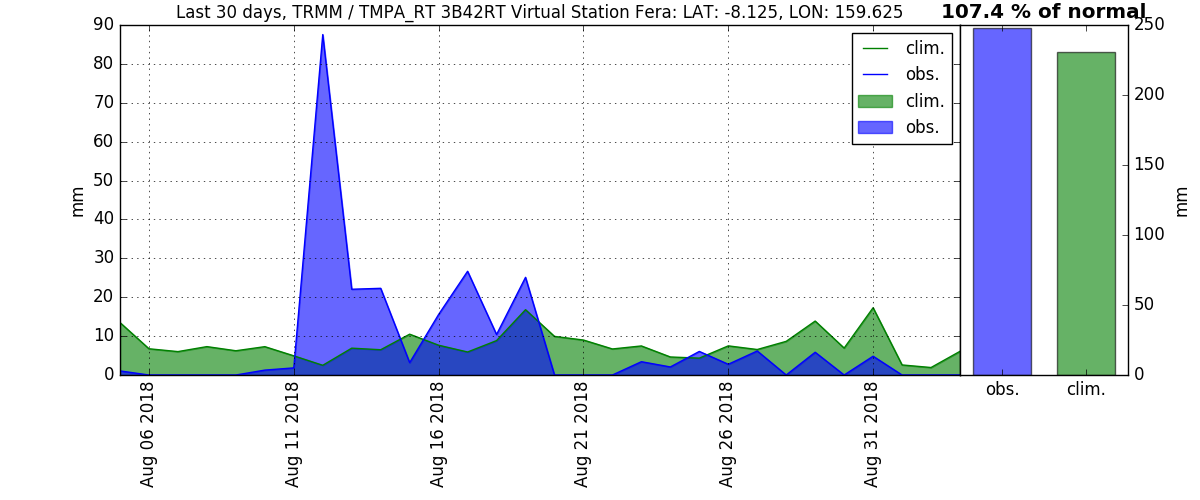 Last 30 days, TRMM / TMPA_RT 3B42RT Virtual Station Fera: LAT: -8.125, LON: 159.625
107.4 % of normal
90
80
70
60
50
40
30
20
10
0
mm
clim.
obs.
clim.
obs.
250
200
150
100
50
0
mm
Aug 06 2018
Aug 11 2018
Aug 16 2018
Aug 21 2018
Aug 26 2018
Aug 31 2018
obs.
clim.